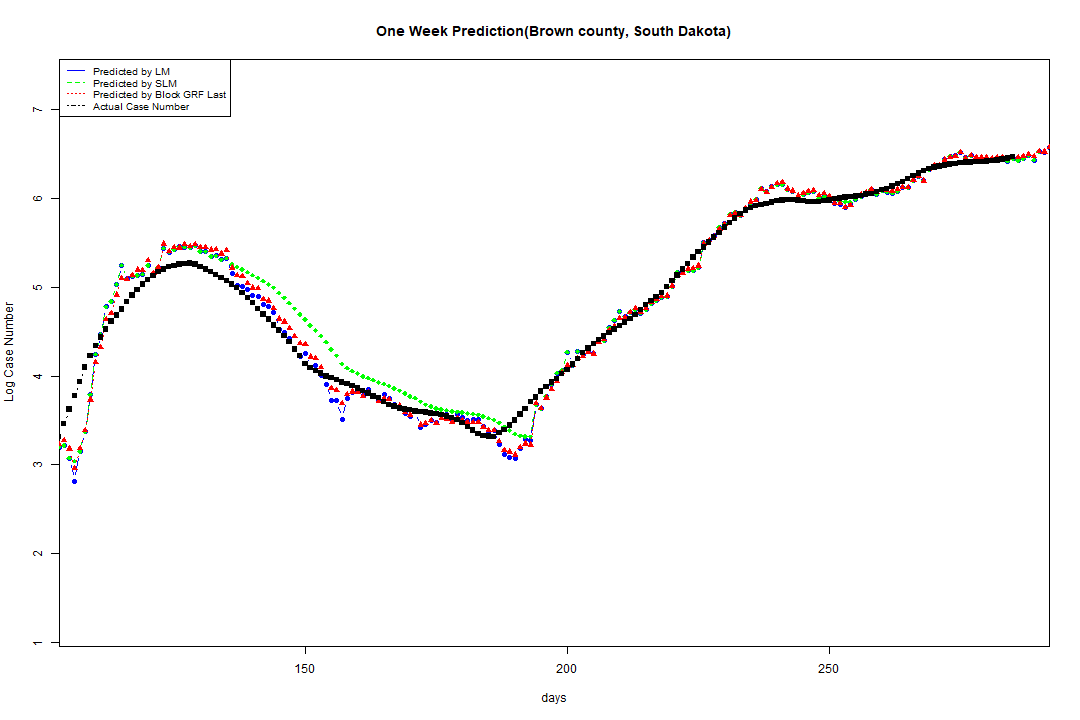 One Week Prediction(Brown county, South Dakota)
Predicted by LM
Predicted by SLM
Predicted by Block GRF Last
Actual Case Number
7
6
5
4
3
2
1
Log Case Number
150 200 250
days